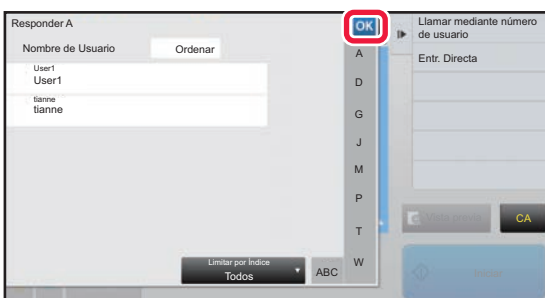 Responder A
OK
Nombre de Usuario
Ordenar
User1
User1
tianne
tianne
A
D
G
J
M
P
T
W
Limitar por Índice
Todos
ABC
Llamar mediante número
de usuario
Entr. Directa
CA